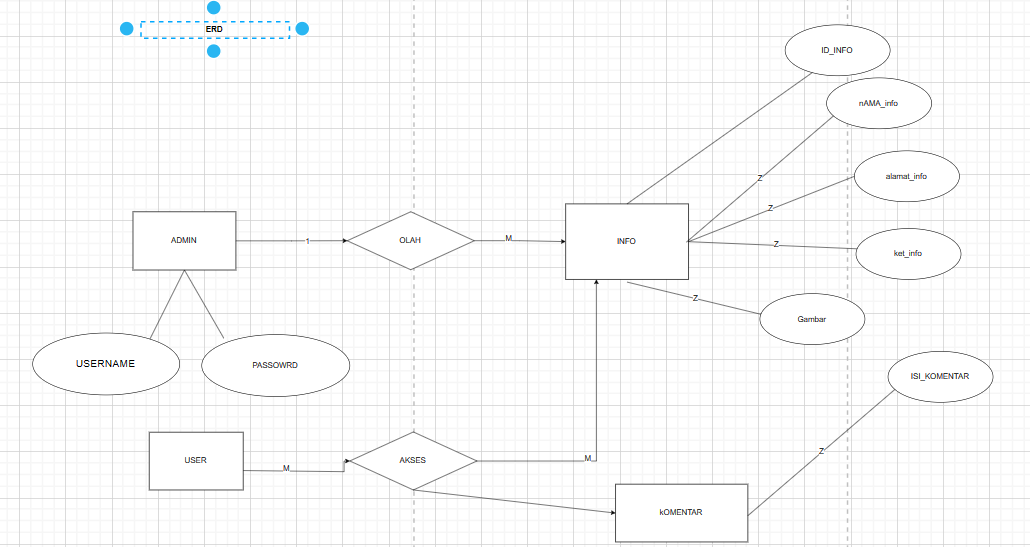 ERD
ID_INFO
nAMA_info
Z
alamat_info
Z
ADMIN
1
OLAH
M
INFO
Z
ket_info
Z
Gambar
USERNAME
PASSOWRD
ISI_KOMENTAR
Z
USER
M
AKSES
M
kOMENTAR